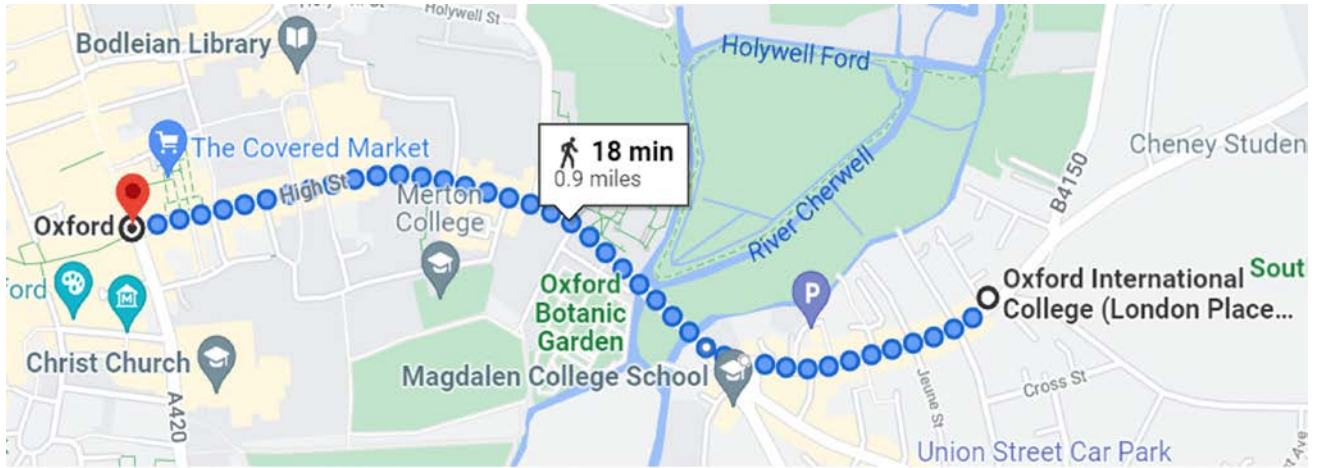 Holywell St
Bodleian Library
Holywell Ford
The Covered Market
18 min
0.9 miles
Cheney Studen
B4150
High St
Merton
College
River Cherwell
Oxford
ord
P
Oxford
Botanic
Garden
Oxford International
College (London Place...
Sout
Christ Church
Magdalen College School
A420
Jeune St
Cross St
Union Street Car Park